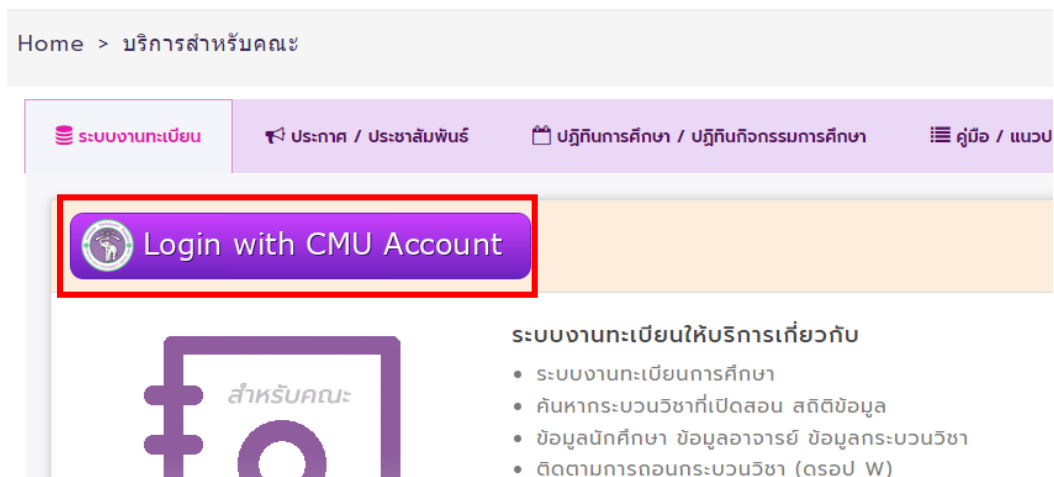 Home > บริการสำหรับคณะ
ระบบงานทะเบียน ประกาศ / ประชาสัมพันธ์ ปฏิทินการศึกษา / ปฏิทินกิจกรรมการศึกษา คู่มือ / แนวป
Login with CMU Account
ระบบงานทะเบียนให้บริการเกี่ยวกับ
สำหรับคณะ
• ระบบงานทะเบียนการศึกษา
• ค้นหากระบวนวิชาที่เปิดสอน สถิติข้อมูล
• ข้อมูลนักศึกษา ข้อมูลอาจารย์ ข้อมูลกระบวนวิชา
• ติดตามการถอนกระบวนวิชา (ดรอป W)